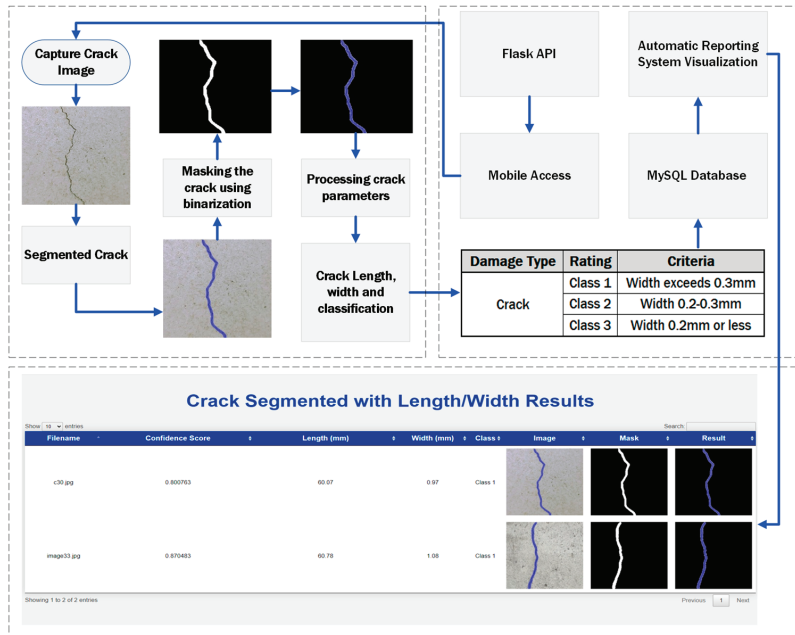 Capture Crack
Image
Segmented Crack
Masking the
crack using
binarization
Processing crack
parameters
Crack Length,
width and
classification
Flask API
Mobile Access
Automatic Reporting
System Visualization
MySQL Database
Damage Type Rating Criteria
Crack
Class 1 Width exceeds 0.3mm
Class 2 Width 0.2-0.3mm
Class 3 Width 0.2mm or less
Crack Segmented with Length/Width Results
Show 10 entries
Search:
Filename Confidence Score Length (mm) Width (mm) Class Image Mask Result
c30.jpg 0.800763 60.07 0.97 Class 1
image33.jpg 0.870483 60.78 1.08 Class 1
Showing 1 to 2 of 2 entries
Previous 1 Next